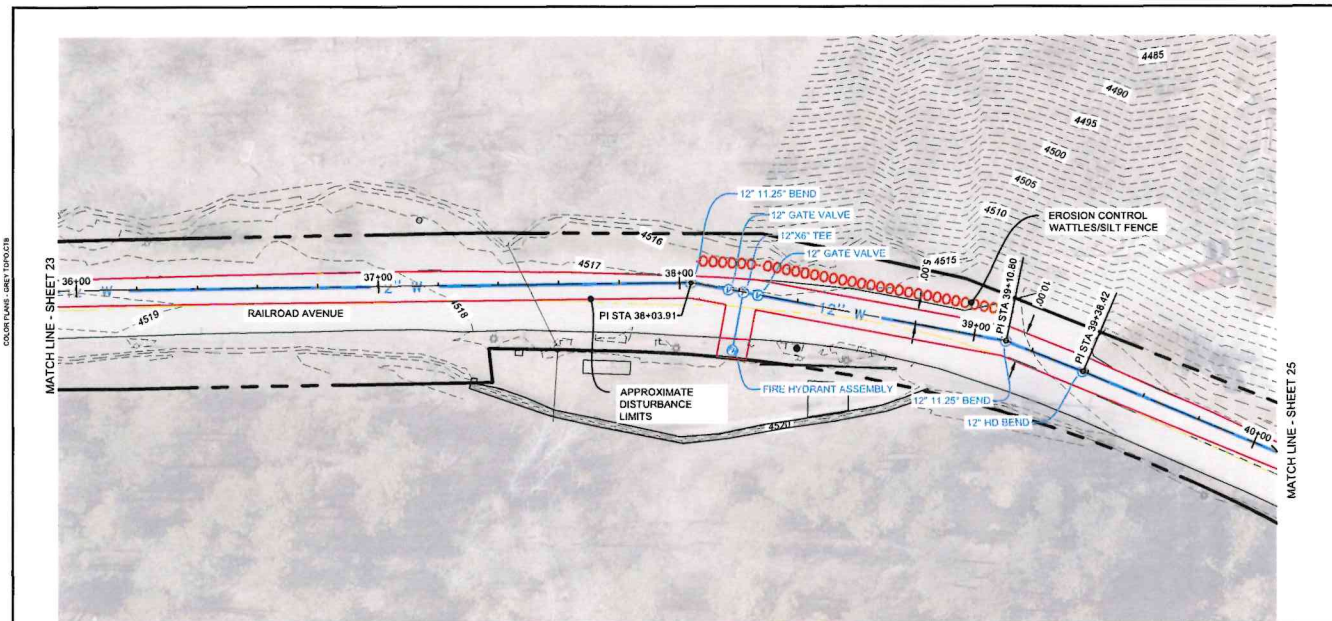 COLOR PLANS - GREY TOPO.CTB
MATCH LINE - SHEET 23
MATCH LINE - SHEET 25
4485
4490
4495
4500
4505
4510
4515
4516
4517
4518
4519
4520
12" 11.25° BEND
12" GATE VALVE
12"X6" TEE
12" GATE VALVE
EROSION CONTROL
WATTLES/SILT FENCE
36+00
12" W
37+00
12" W
38+00
12" W
39+00
40+00
5.00'
10.00'
RAILROAD AVENUE
PI STA 38+03.91
PI STA 39+10.80
PI STA 39+38.42
APPROXIMATE
DISTURBANCE
LIMITS
FIRE HYDRANT ASSEMBLY
12" 11.25° BEND
12" HD BEND